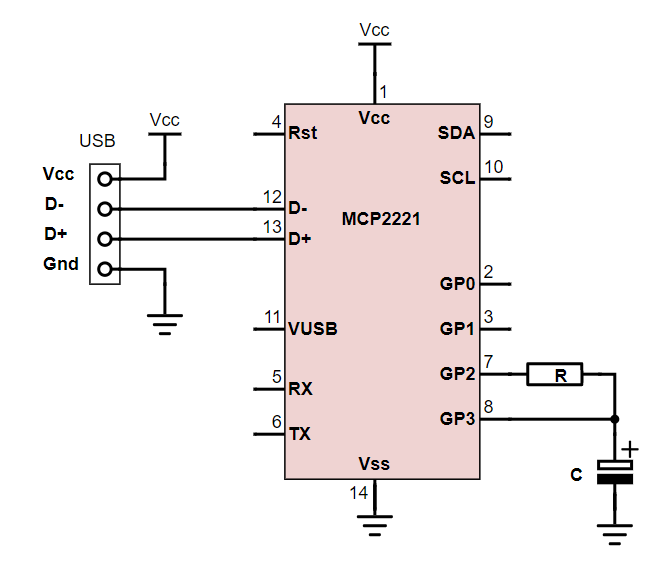 Vcc
1
Vcc
Vcc
USB
Vcc
D-
D+
Gnd
4
Rst
12
D-
13
D+
11
VUSB
5
RX
6
TX
MCP2221
SDA
9
SCL
10
GP0
2
GP1
3
GP2
7
R
GP3
8
C
+
Vss
14